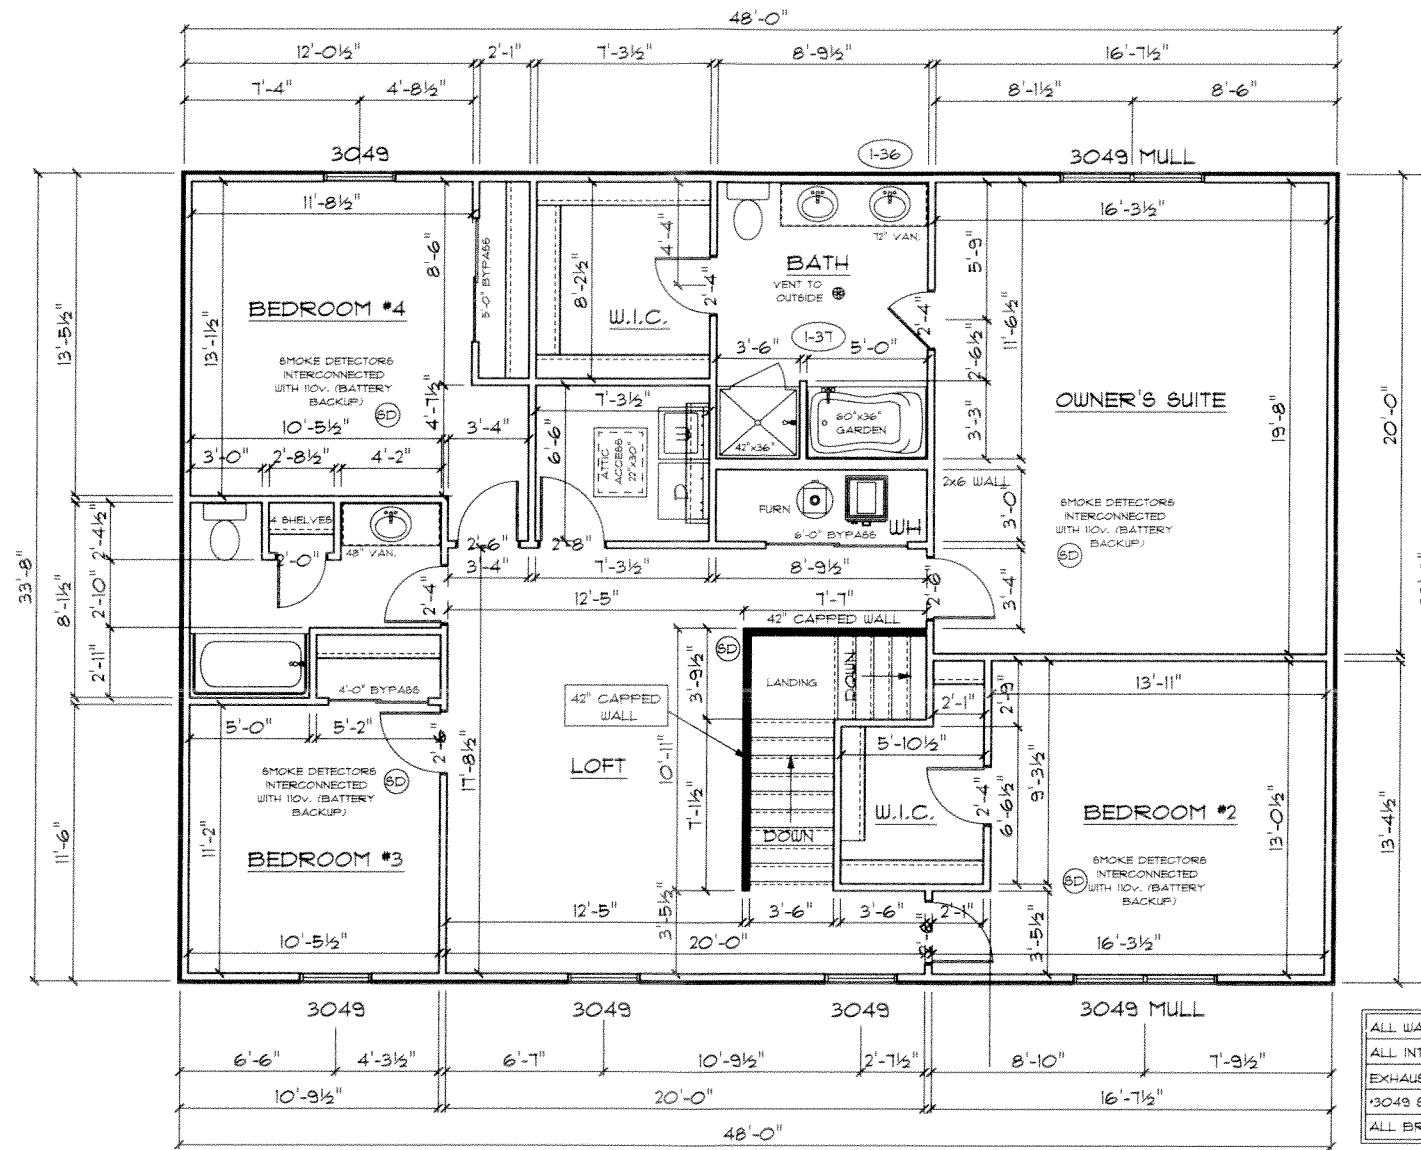 48'-0"
12'-0½" 2'-1" 7'-3½" 8'-9½" 16'-7½"
7'-4" 4'-8½" 8'-1½" 8'-6"
3049 1-36 3049 MULL
11'-8½" 16'-3½"
72" VAN.
8'-6" 5'-0" BYPASS 8'-2½" 4'-4" 2'-4" 5'-9"
BATH
VENT TO
OUTSIDE
BEDROOM #4
W.I.C.
2'-4" 2'-6½" 11'-6½"
1-37
13'-5½" 13'-1½"
3'-6" 5'-0"
SMOKE DETECTORS
INTERCONNECTED
WITH 110v. (BATTERY
BACKUP)
SD
4'-7½" 7'-3½"
OWNER'S SUITE
19'-8" 20'-0"
60"x36"
GARDEN
42"x36"
3'-3"
10'-5½" 3'-4" 6'-6"
ATTIC
ACCESS
22"x30"
W
D
3'-0" 2'-8½" 4'-2"
2x6 WALL
FURN
6'-0" BYPASS
WH
3'-0"
SMOKE DETECTORS
INTERCONNECTED
WITH 110v. (BATTERY
BACKUP)
SD
4 SHELVES
48" VAN.
2'-4½" 2'-0" 2'-6" 2'-8"
3'-4" 7'-3½" 8'-9½"
33'-8" 8'-1½" 2'-10" 2'-4" 12'-5" 7'-7" 2'-6" 3'-4"
42" CAPPED WALL
SD
2'-11" 3'-9½"
LANDING
DOWN
4'-0" BYPASS
42" CAPPED
WALL
2'-1" 2'-9" 13'-11"
5'-0" 5'-2" 2'-6" 5'-10½"
17'-8½" 10'-11"
LOFT
SMOKE DETECTORS
INTERCONNECTED
WITH 110v. (BATTERY
BACKUP)
SD
7'-1½"
DOWN
W.I.C.
2'-4" 6'-6½" 9'-3½"
BEDROOM #2
13'-0½" 13'-4½"
11'-6" 11'-2"
BEDROOM #3
SMOKE DETECTORS
INTERCONNECTED
WITH 110v. (BATTERY
BACKUP)
SD
12'-5" 3'-5½" 3'-6" 3'-6" 2'-1" 3'-5½"
10'-5½" 20'-0" 16'-3½"
3049 3049 3049 3049 MULL
6'-6" 4'-3½" 6'-7" 10'-9½" 2'-7½" 8'-10" 7'-9½"
10'-9½" 20'-0" 16'-7½"
48'-0"
ALL WA
ALL INT
EXHAUS
*3049
ALL BR